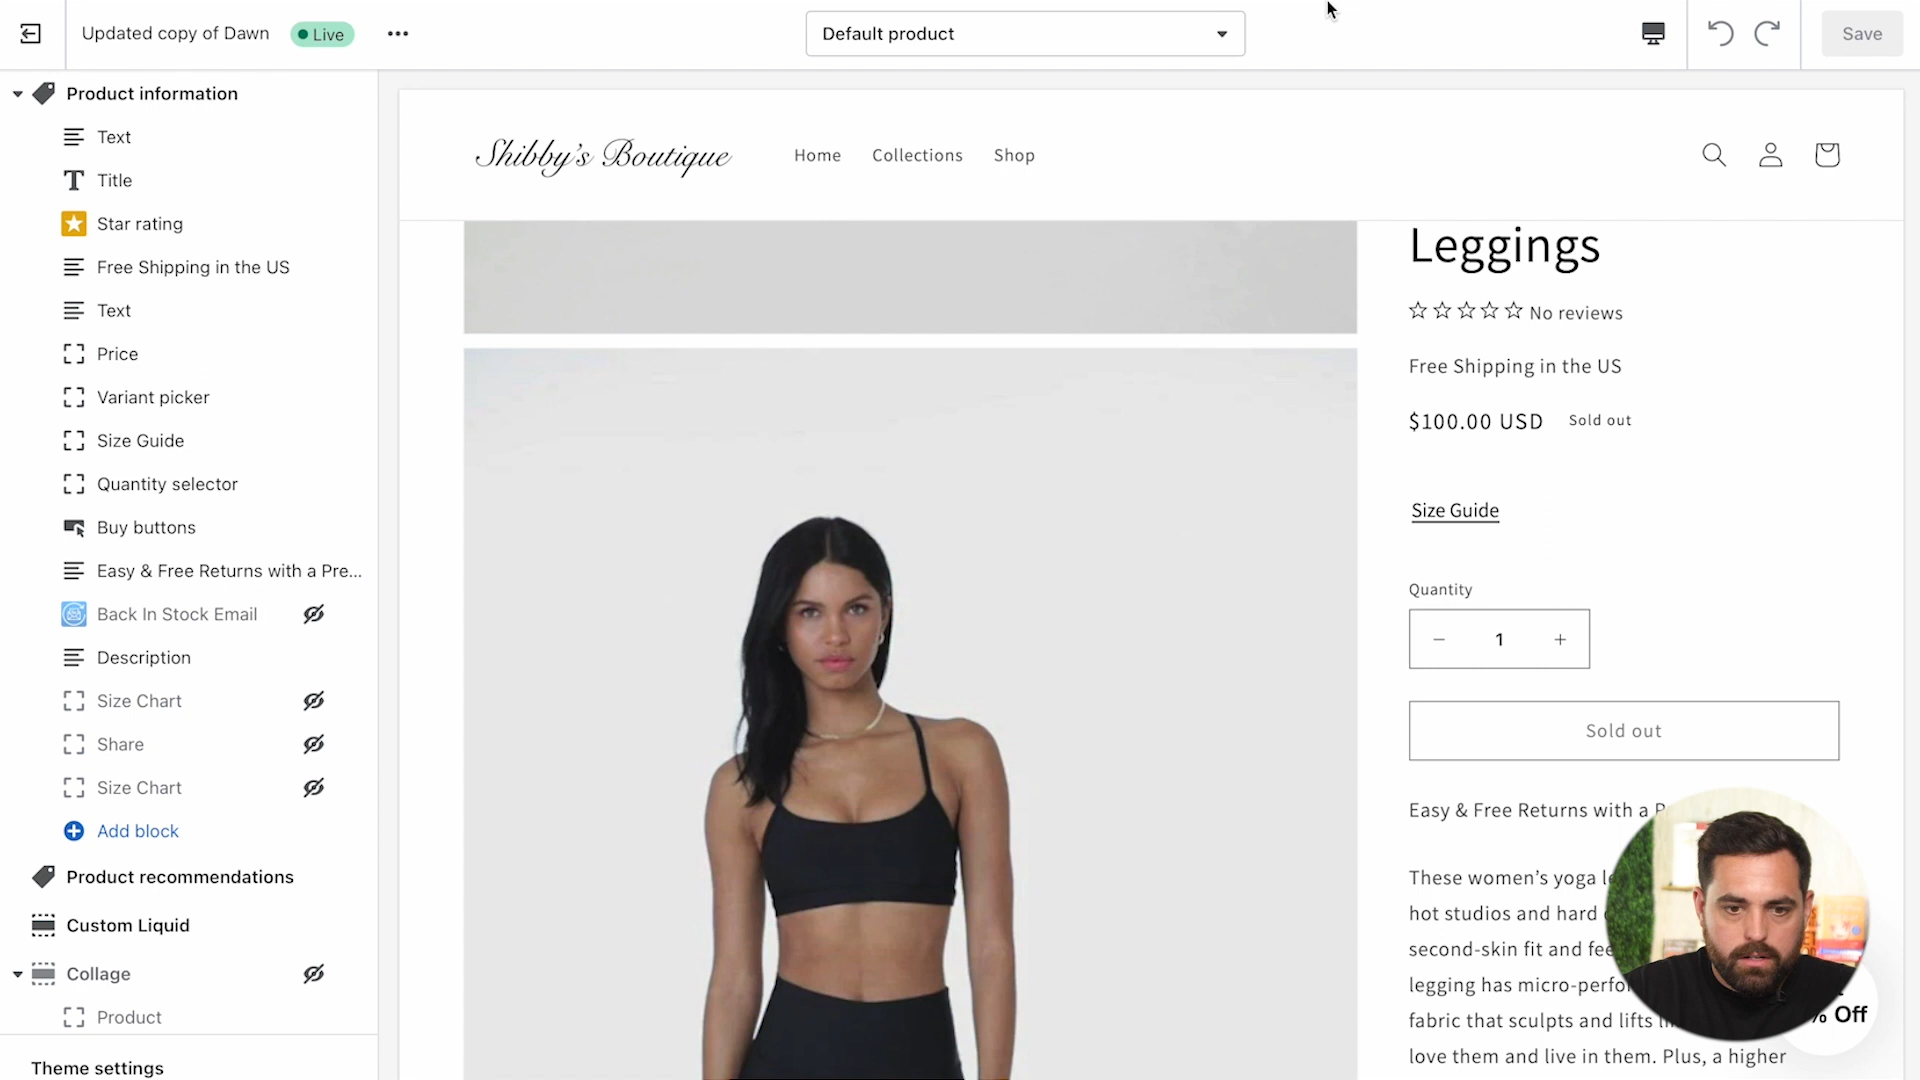 Updated copy of Dawn
Live
Default product
Save
Product information
Text
Title
Star rating
Free Shipping in the US
Text
Price
Variant picker
Size Guide
Quantity selector
Buy buttons
Easy & Free Returns with a Pre...
Back In Stock Email
Description
Size Chart
Share
Size Chart
Add block
Product recommendations
Custom Liquid
Collage
Product
Theme settings
Shibby's Boutique
Home
Collections
Shop
Leggings
No reviews
Free Shipping in the US
$100.00 USD
Sold out
Size Guide
Quantity
− 1 +
Sold out
Easy & Free Returns with a
These women’s yoga
hot studios and hard
second-skin fit and
legging has
fabric that sculpts and lifts
love them and live in them. Plus, a higher
% Off